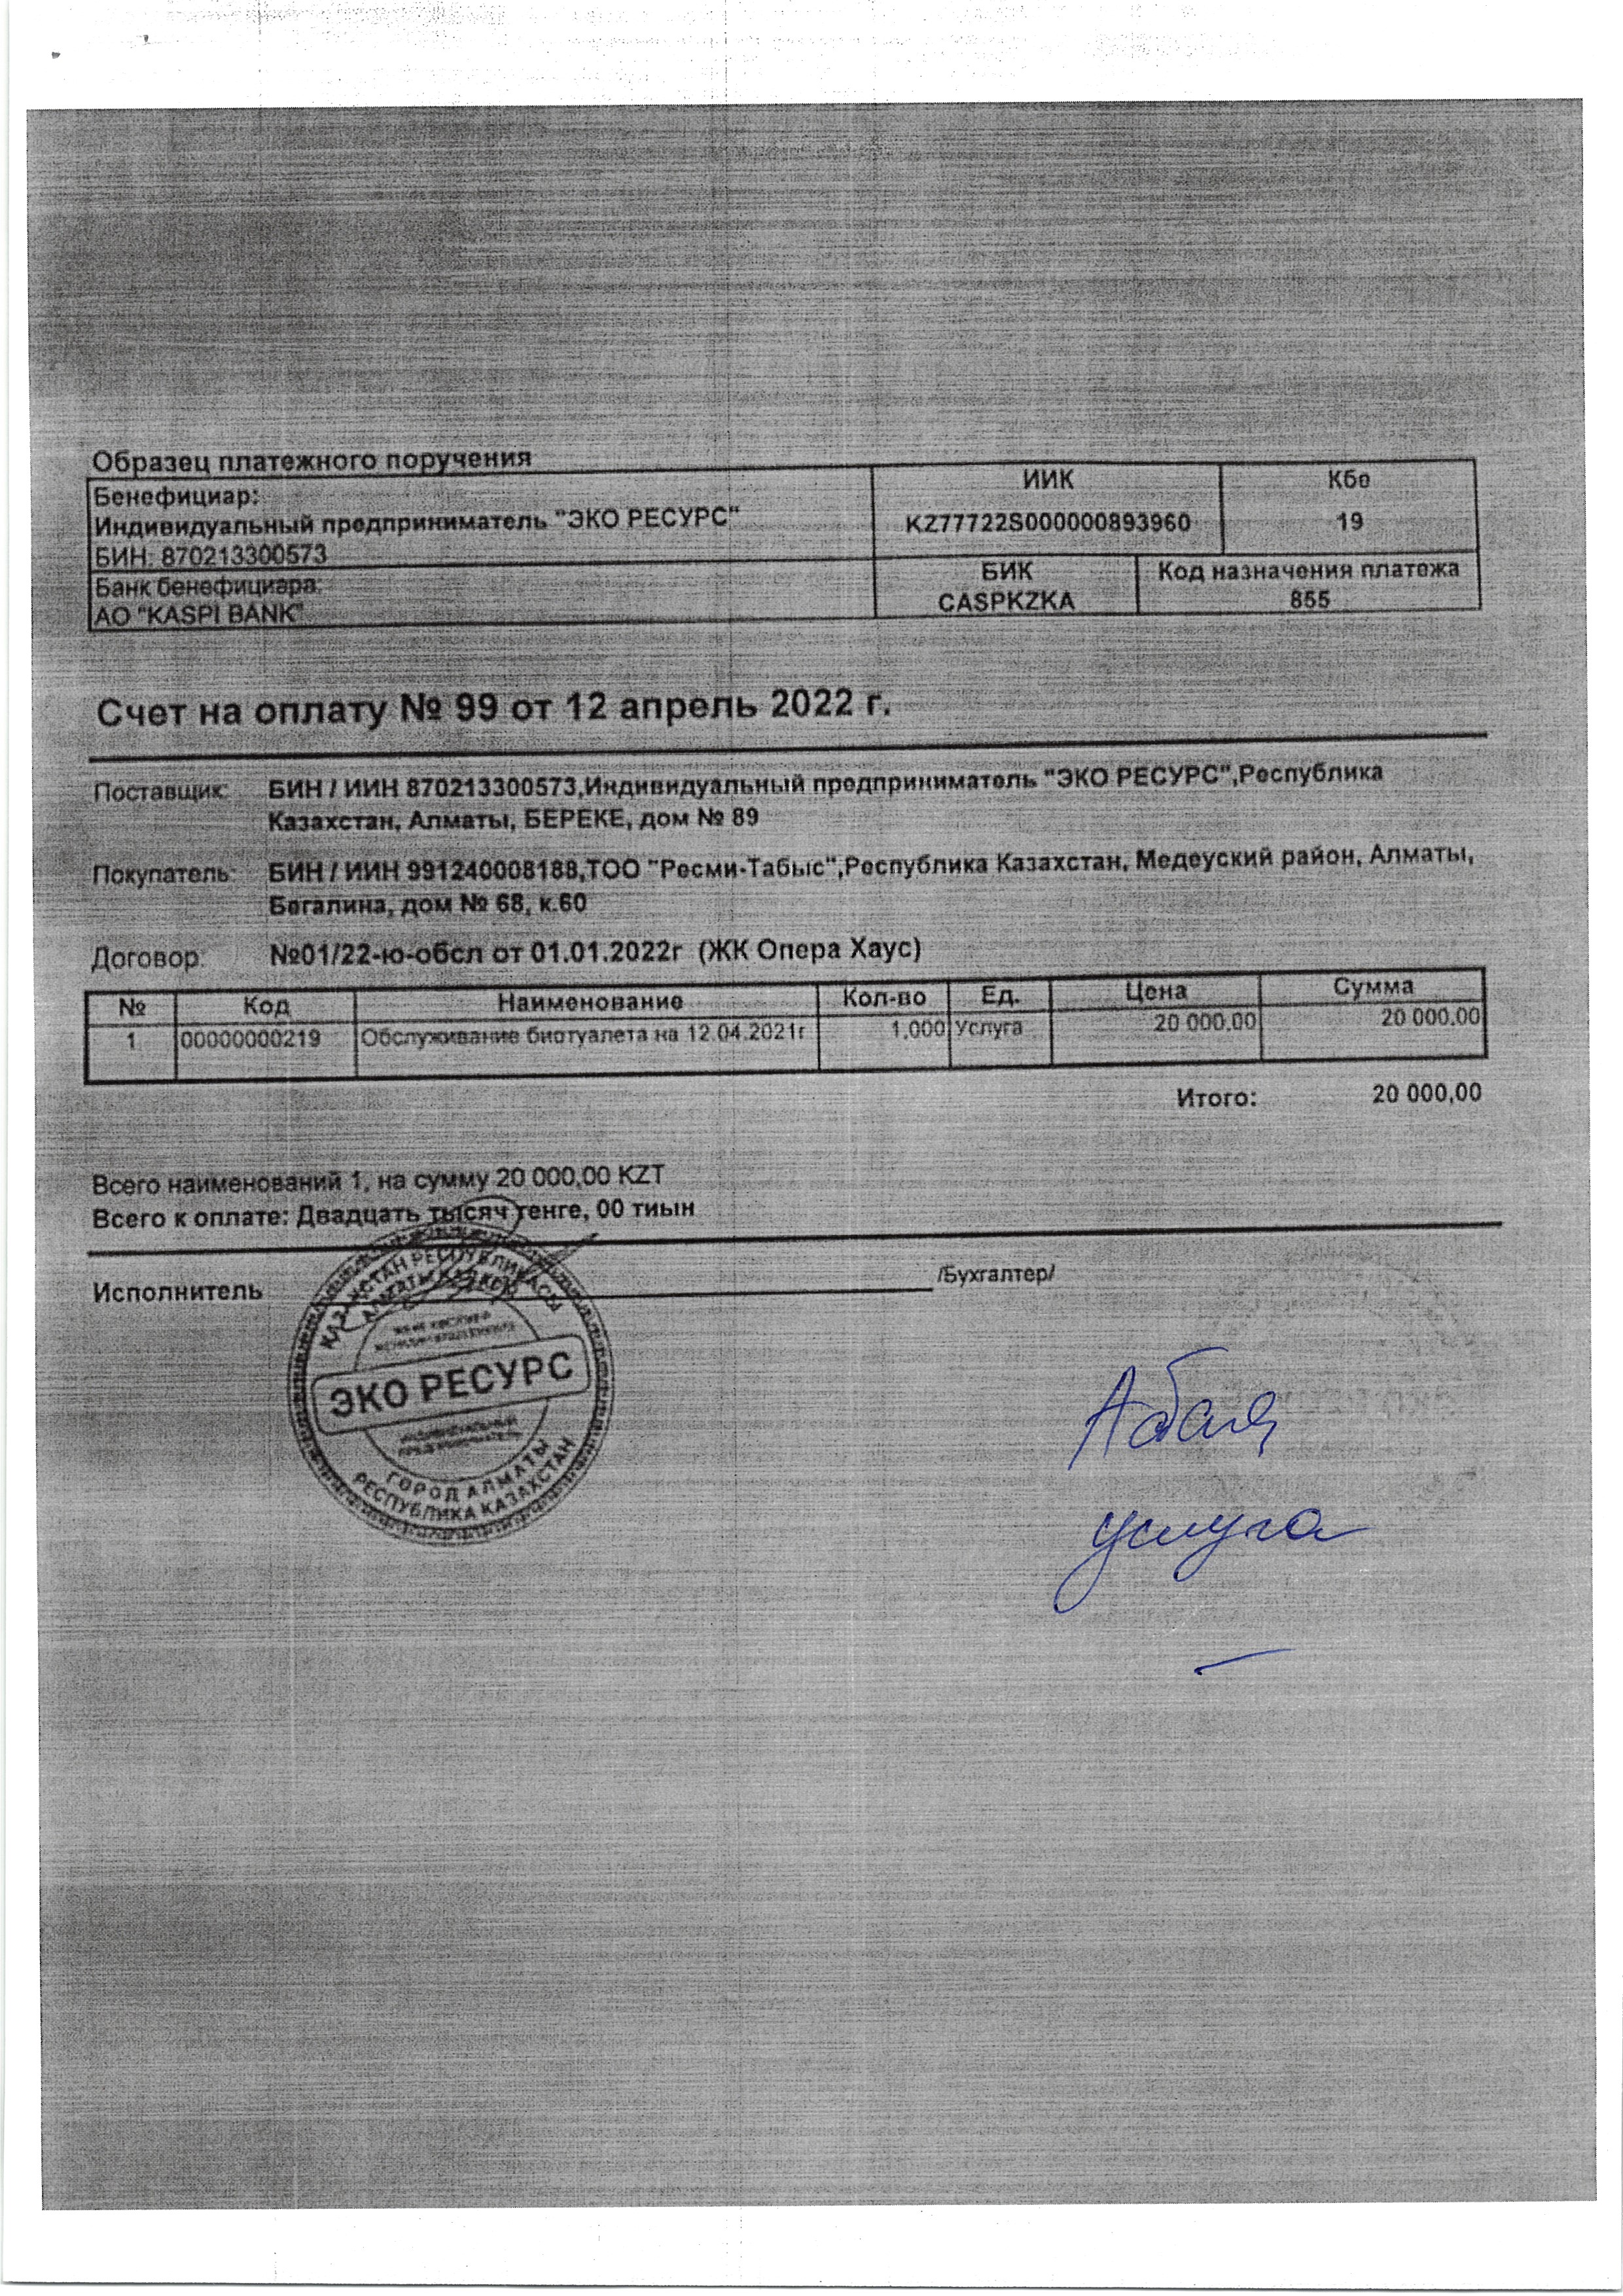 Образец платежного поручения
Бенефициар: ИИК Кбе
Индивидуальный предприниматель "ЭКО РЕСУРС" KZ77722S000000893960 19
БИН: 870213300573
Банк бенефициара: БИК Код назначения платежа
АО "KASPI BANK" CASPKZKA 855
Счет на оплату № 99 от 12 апрель 2022 г.
Поставщик: БИН / ИИН 870213300573,Индивидуальный предприниматель "ЭКО РЕСУРС",Республика
Казахстан, Алматы, БЕРЕКЕ, дом № 89
Покупатель: БИН / ИИН 991240008188,ТОО "Ресми-Табыс",Республика Казахстан, Медеуский район, Алматы,
Бегалина, дом № 68, к.60
Договор: №01/22-ю-обсл от 01.01.2022г (ЖК Опера Хаус)
№ Код Наименование Кол-во Ед. Цена Сумма
1 00000000219 Обслуживание биотуалета на 12.04.2021г 1,000 Услуга 20 000,00 20 000,00
Итого: 20 000,00
Всего наименований 1, на сумму 20 000,00 KZT
Всего к оплате: Двадцать тысяч тенге, 00 тиын
Исполнитель /Бухгалтер/
ҚАЗАҚСТАН РЕСПУБЛИКАСЫ
АЛМАТЫ ҚАЛАСЫ
ЭКО РЕСУРС
ИНДИВИДУАЛЬНЫЙ
ПРЕДПРИНИМАТЕЛЬ
ГОРОД АЛМАТЫ
РЕСПУБЛИКА КАЗАХСТАН
Абая
услуга